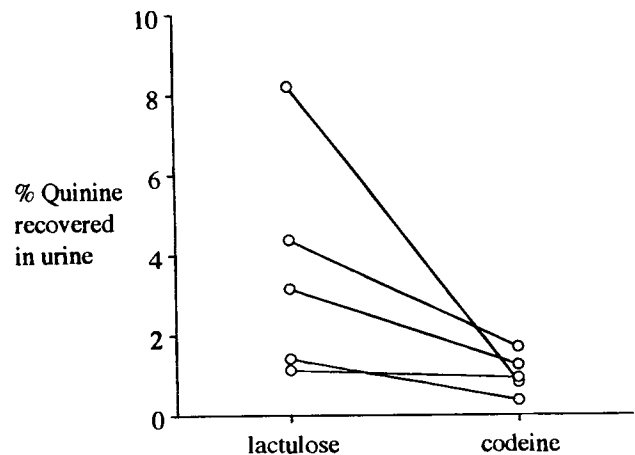 10
8
6
4
2
0
% Quinine
recovered
in urine
lactulose
codeine